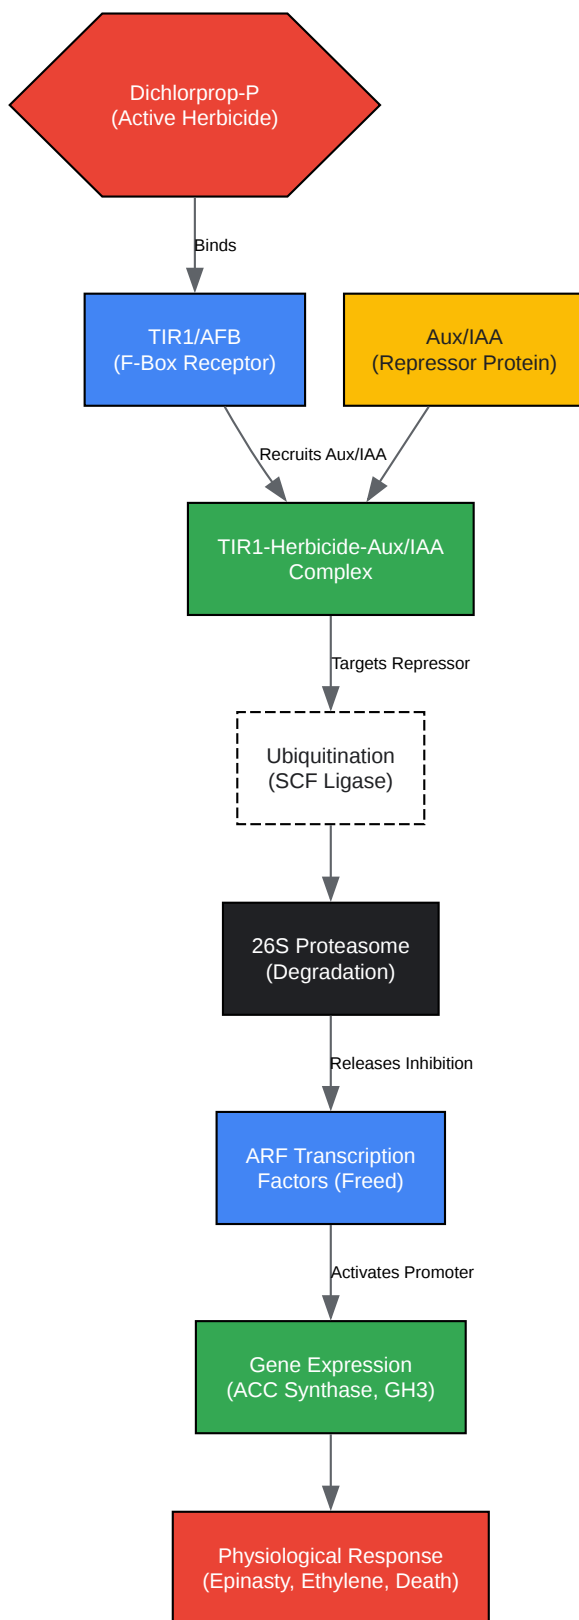 Dichlorprop-P
(Active Herbicide)
Binds
TIR1/AFB
(F-Box Receptor)
Aux/IAA
(Repressor Protein)
Recruits Aux/IAA
TIR1-Herbicide-Aux/IAA
Complex
Targets Repressor
Ubiquitination
(SCF Ligase)
26S Proteasome
(Degradation)
Releases Inhibition
ARF Transcription
Factors (Freed)
Activates Promoter
Gene Expression
(ACC Synthase, GH3)
Physiological Response
(Epinasty, Ethylene, Death)